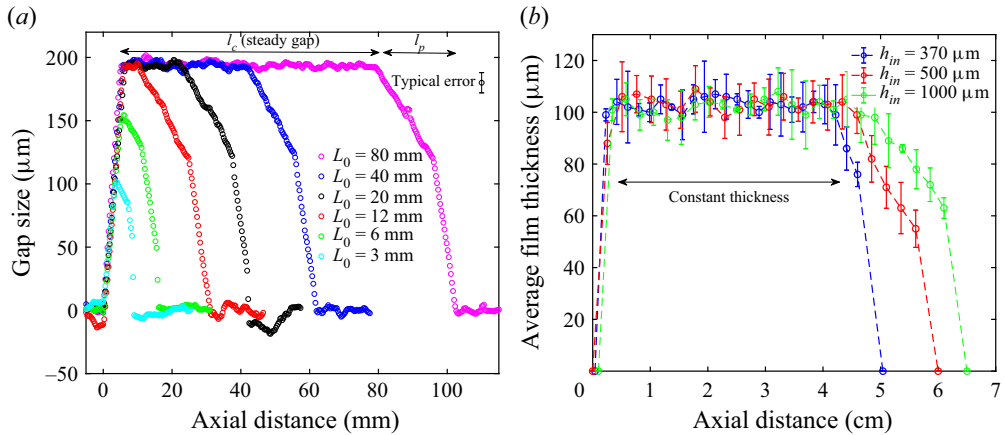 (a)
l_c (steady gap)
l_p
Typical error
L_0 = 80 mm
L_0 = 40 mm
L_0 = 20 mm
L_0 = 12 mm
L_0 = 6 mm
L_0 = 3 mm
200
150
100
50
0
–50
Gap size (μm)
0 20 40 60 80 100
Axial distance (mm)
(b)
h_in = 370 μm
h_in = 500 μm
h_in = 1000 μm
Constant thickness
120
100
80
60
40
20
0
Average film thickness (μm)
1 2 3 4 5 6 7
Axial distance (cm)